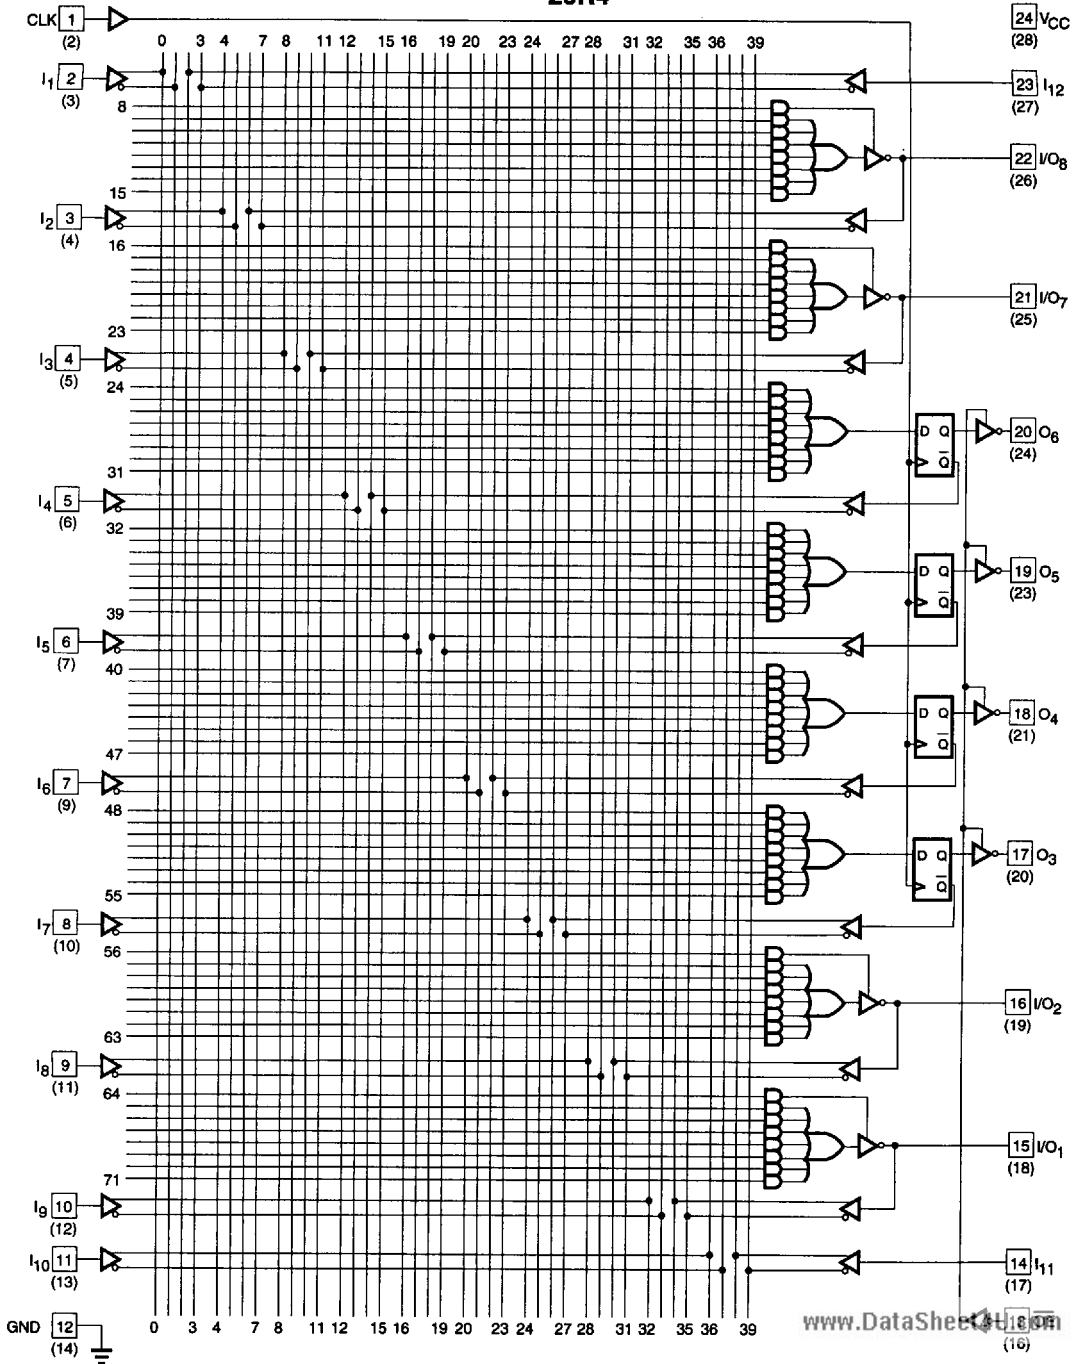 20R4
CLK 1 (2)
24 VCC (28)
0 3 4 7 8 11 12 15 16 19 20 23 24 27 28 31 32 35 36 39
I1 2 (3)
23 I12 (27)
8
22 I/O8 (26)
15
I2 3 (4)
16
21 I/O7 (25)
23
I3 4 (5)
24
D Q Q
20 O6 (24)
31
I4 5 (6)
32
D Q Q
19 O5 (23)
39
I5 6 (7)
40
D Q Q
18 O4 (21)
47
I6 7 (9)
48
D Q Q
17 O3 (20)
55
I7 8 (10)
56
16 I/O2 (19)
63
I8 9 (11)
64
15 I/O1 (18)
71
I9 10 (12)
I10 11 (13)
14 I11 (17)
GND 12 (14)
0 3 4 7 8 11 12 15 16 19 20 23 24 27 28 31 32 35 36 39
www.DataSheet4U.com
(16)